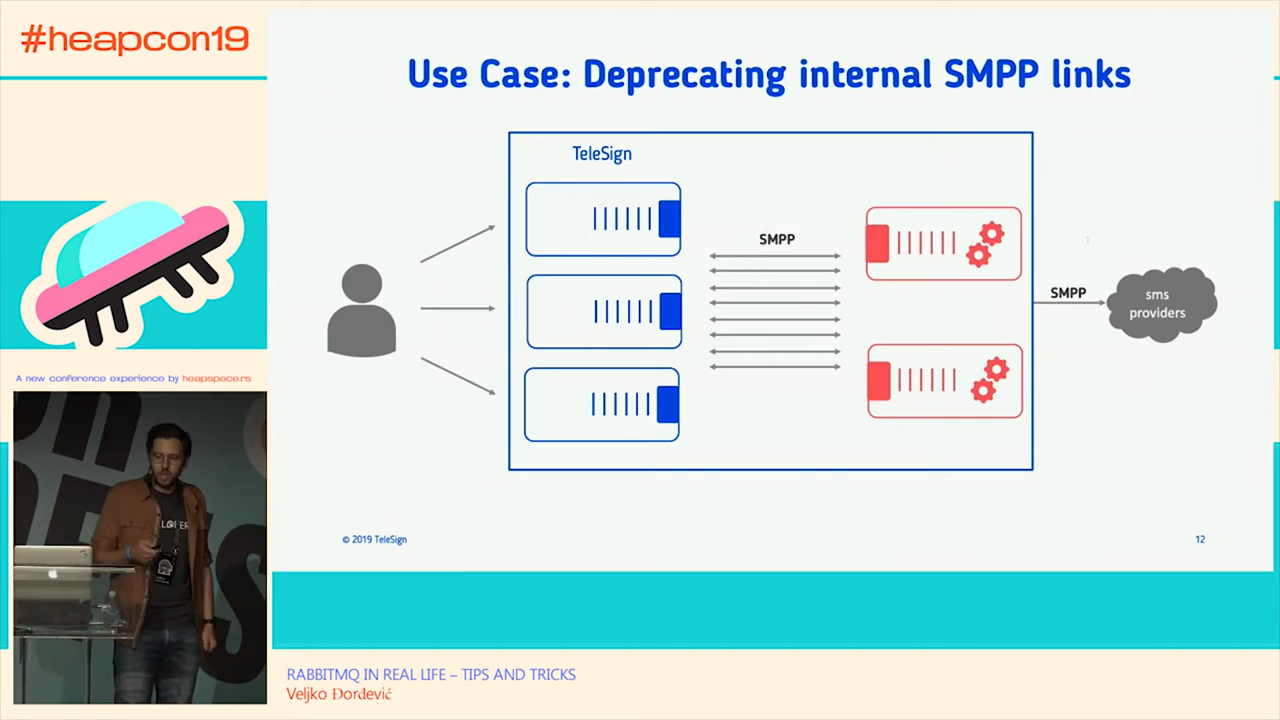 #heapcon19
Use Case: Deprecating internal SMPP links
TeleSign
SMPP
SMPP
sms
providers
A new conference experience by heapspace.rs
© 2019 TeleSign
12
RABBITMQ IN REAL LIFE – TIPS AND TRICKS
Veljko Đorđević